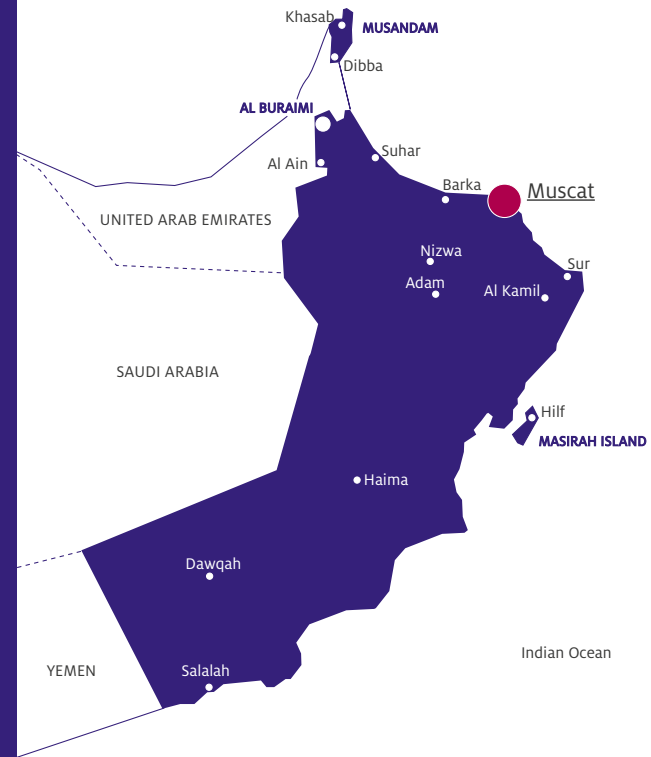 Khasab
MUSANDAM
Dibba
AL BURAIMI
Suhar
Al Ain
Barka
Muscat
UNITED ARAB EMIRATES
Nizwa
Sur
Adam
Al Kamil
SAUDI ARABIA
Hilf
MASIRAH ISLAND
Haima
Dawqah
Indian Ocean
YEMEN
Salalah